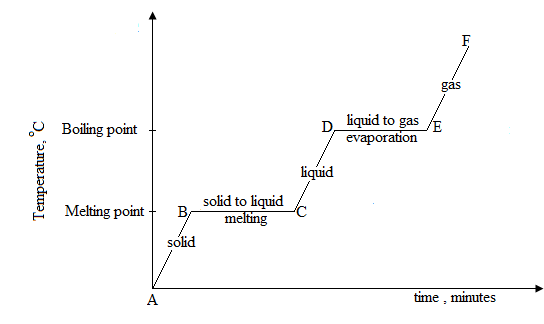 F
gas
D
liquid to gas
E
evaporation
Boiling point
Temperature, °C
liquid
solid to liquid
Melting point
B
C
melting
solid
A
time , minutes